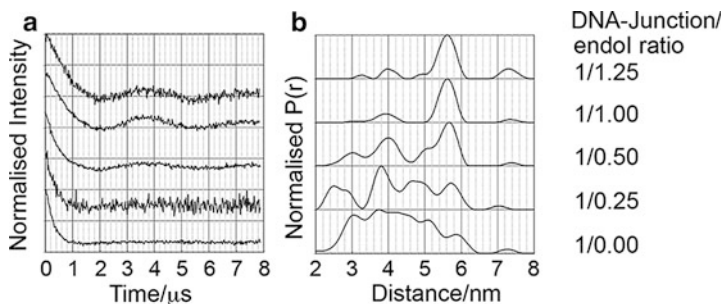 a
Normalised Intensity
0 1 2 3 4 5 6 7 8
Time/μs
b
Normalised P(r)
2 3 4 5 6 7 8
Distance/nm
DNA-Junction/
endoI ratio
1/1.25
1/1.00
1/0.50
1/0.25
1/0.00